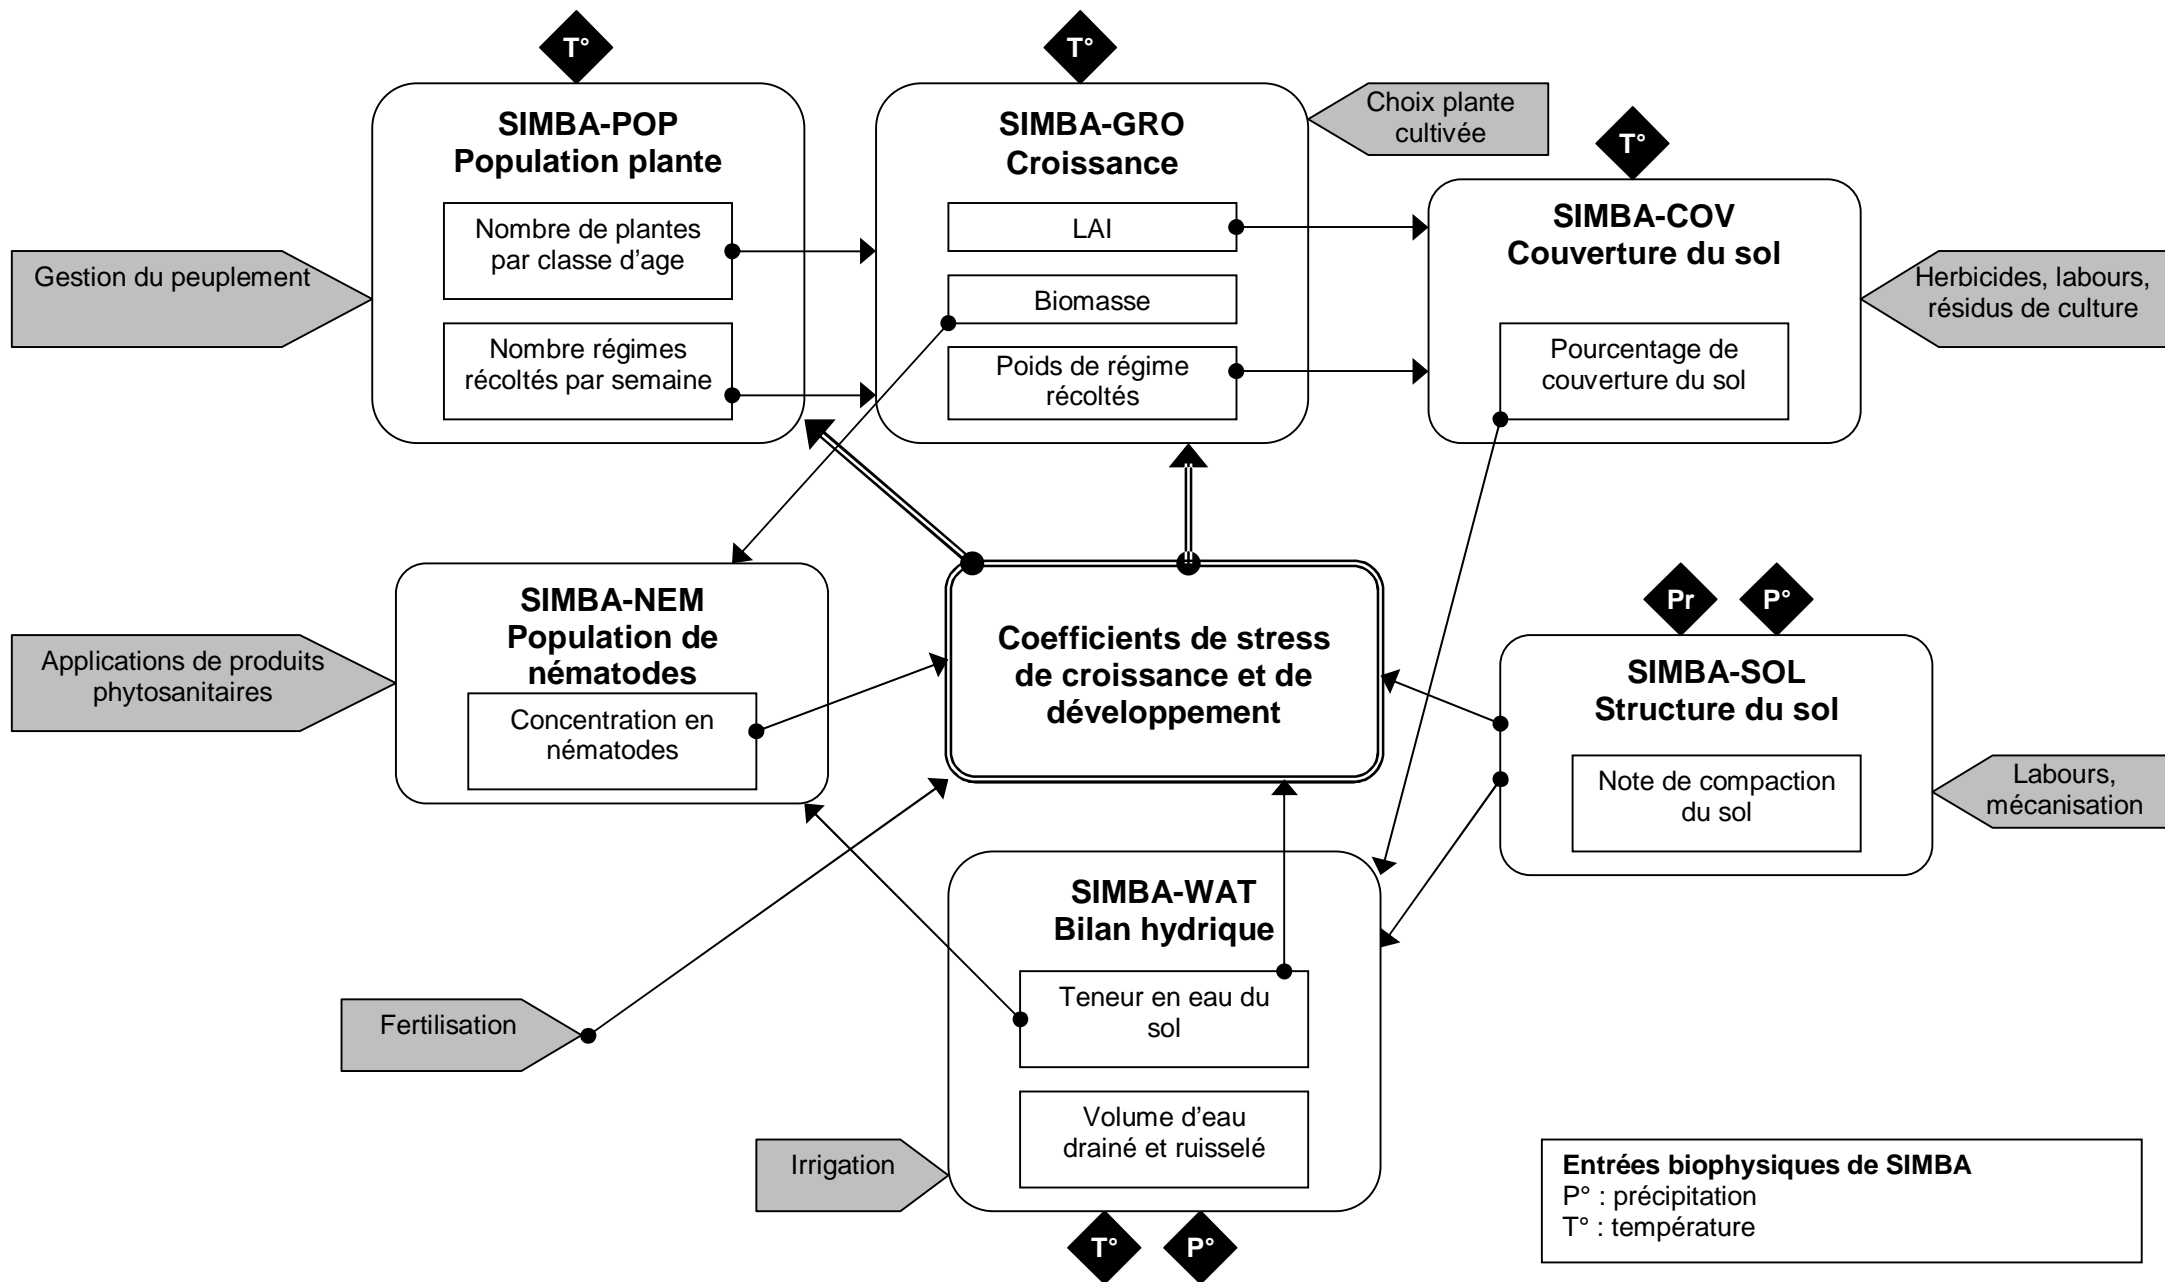 T°
T°
SIMBA-POP
Population plante
Nombre de plantes
par classe d'age
Nombre régimes
récoltés par semaine
SIMBA-GRO
Croissance
LAI
Biomasse
Poids de régime
récoltés
Choix plante
cultivée
T°
SIMBA-COV
Couverture du sol
Pourcentage de
couverture du sol
Gestion du peuplement
Herbicides, labours,
résidus de culture
SIMBA-NEM
Population de
nématodes
Concentration en
nématodes
Coefficients de stress
de croissance et de
développement
Pr
P°
SIMBA-SOL
Structure du sol
Note de compaction
du sol
Applications de produits
phytosanitaires
Labours,
mécanisation
SIMBA-WAT
Bilan hydrique
Teneur en eau du
sol
Volume d'eau
drainé et ruisselé
Fertilisation
Irrigation
T°
P°
Entrées biophysiques de SIMBA
P° : précipitation
T° : température